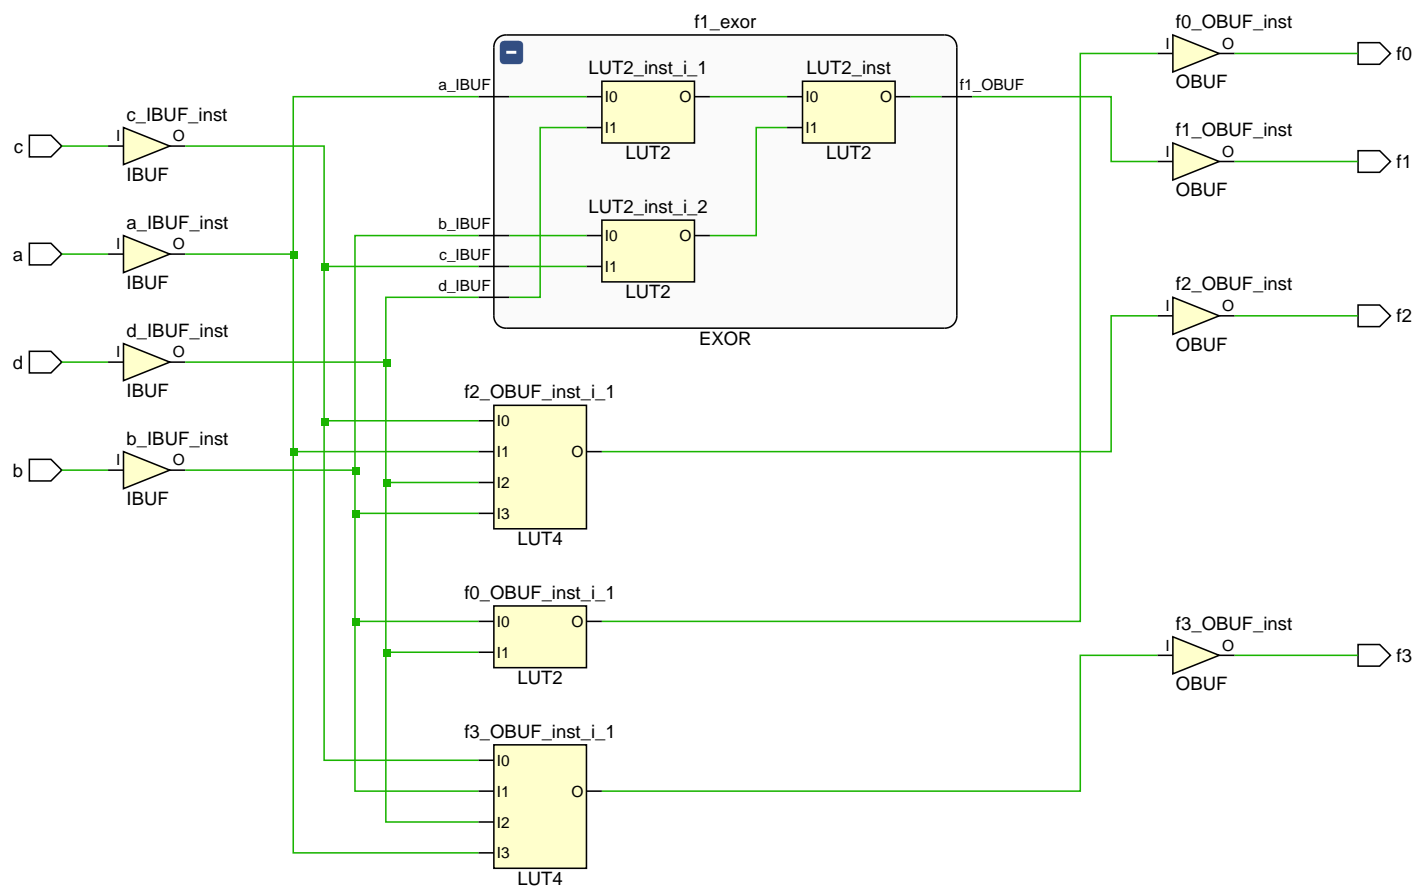 f1_exor
f0_OBUF_inst
LUT2_inst_i_1
LUT2_inst
I O
f0
OBUF
a_IBUF
I0 O
I0 O
f1_OBUF
I1
I1
LUT2
LUT2
c_IBUF_inst
c
I O
IBUF
f1_OBUF_inst
I O
f1
OBUF
LUT2_inst_i_2
b_IBUF
I0 O
c_IBUF
I1
d_IBUF
LUT2
EXOR
a_IBUF_inst
a
I O
IBUF
f2_OBUF_inst
I O
f2
OBUF
d_IBUF_inst
d
I O
IBUF
f2_OBUF_inst_i_1
I0
I1 O
I2
I3
LUT4
b_IBUF_inst
b
I O
IBUF
f0_OBUF_inst_i_1
I0 O
I1
LUT2
f3_OBUF_inst
I O
f3
OBUF
f3_OBUF_inst_i_1
I0
I1 O
I2
I3
LUT4